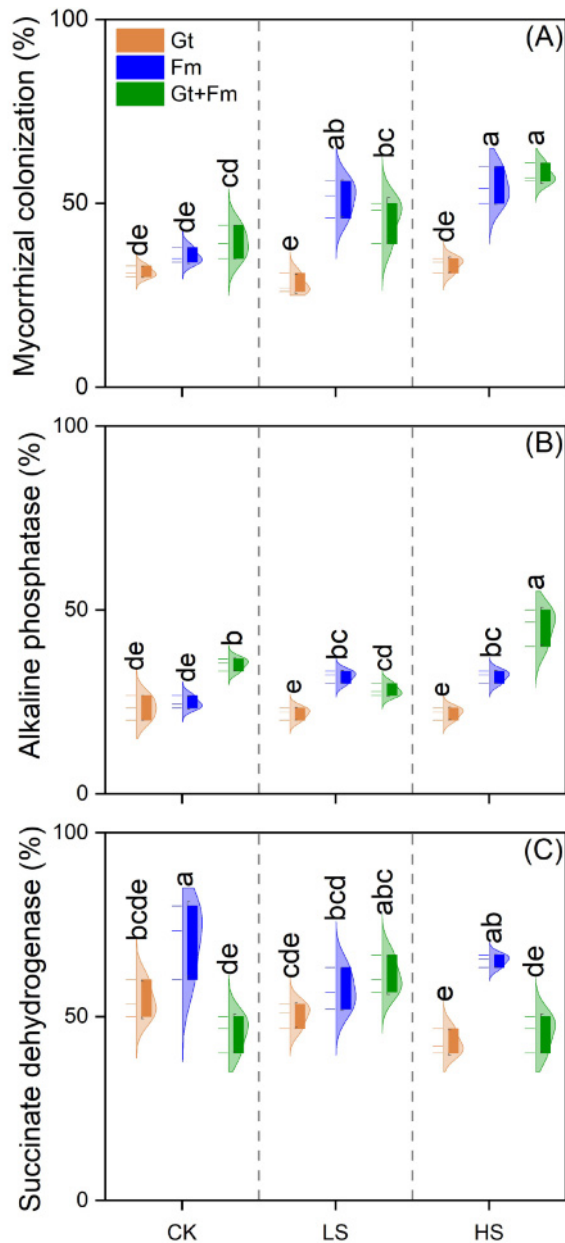 Mycorrhizal colonization (%)
100
50
0
Gt
Fm
Gt+Fm
(A)
de
de
cd
e
ab
bc
de
a
a
Alkaline phosphatase (%)
100
50
0
(B)
de
de
b
e
bc
cd
e
bc
a
Succinate dehydrogenase (%)
100
50
0
(C)
bcde
a
de
cde
bcd
abc
e
ab
de
CK
LS
HS